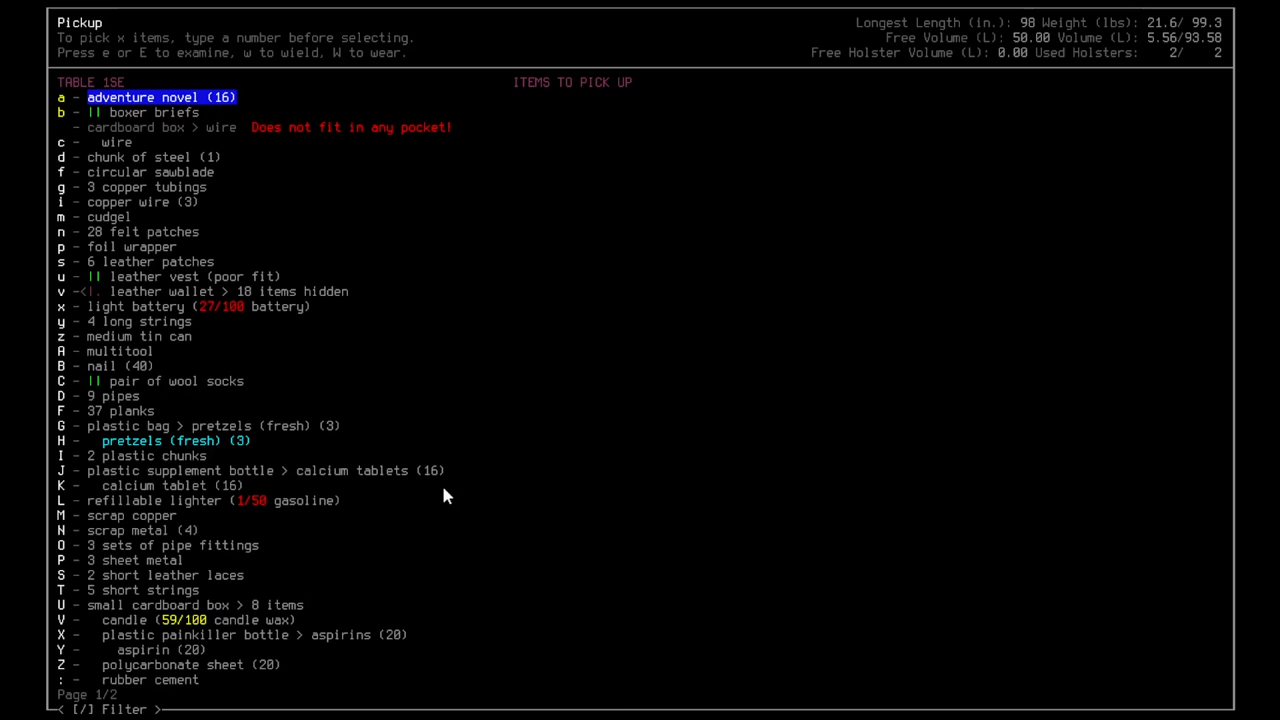 Pickup
To pick x items, type a number before selecting.
Press e or E to examine, w to wield, W to wear.
Longest Length (in.): 98 Weight (lbs): 21.6/ 99.3
Free Volume (L): 50.00 Volume (L): 5.56/93.58
Free Holster Volume (L): 0.00 Used Holsters: 2/ 2
TABLE 1SE
ITEMS TO PICK UP
a - adventure novel (16)
b - || boxer briefs
- cardboard box > wire Does not fit in any pocket!
c - wire
d - chunk of steel (1)
f - circular sawblade
g - 3 copper tubings
i - copper wire (3)
m - cudgel
n - 28 felt patches
p - foil wrapper
s - 6 leather patches
u - || leather vest (poor fit)
v -<|. leather wallet > 18 items hidden
x - light battery (27/100 battery)
y - 4 long strings
z - medium tin can
A - multitool
B - nail (40)
C - || pair of wool socks
D - 9 pipes
F - 37 planks
G - plastic bag > pretzels (fresh) (3)
H - pretzels (fresh) (3)
I - 2 plastic chunks
J - plastic supplement bottle > calcium tablets (16)
K - calcium tablet (16)
L - refillable lighter (1/50 gasoline)
M - scrap copper
N - scrap metal (4)
O - 3 sets of pipe fittings
P - 3 sheet metal
S - 2 short leather laces
T - 5 short strings
U - small cardboard box > 8 items
V - candle (59/100 candle wax)
X - plastic painkiller bottle > aspirins (20)
Y - aspirin (20)
Z - polycarbonate sheet (20)
: - rubber cement
Page 1/2
< [/] Filter >